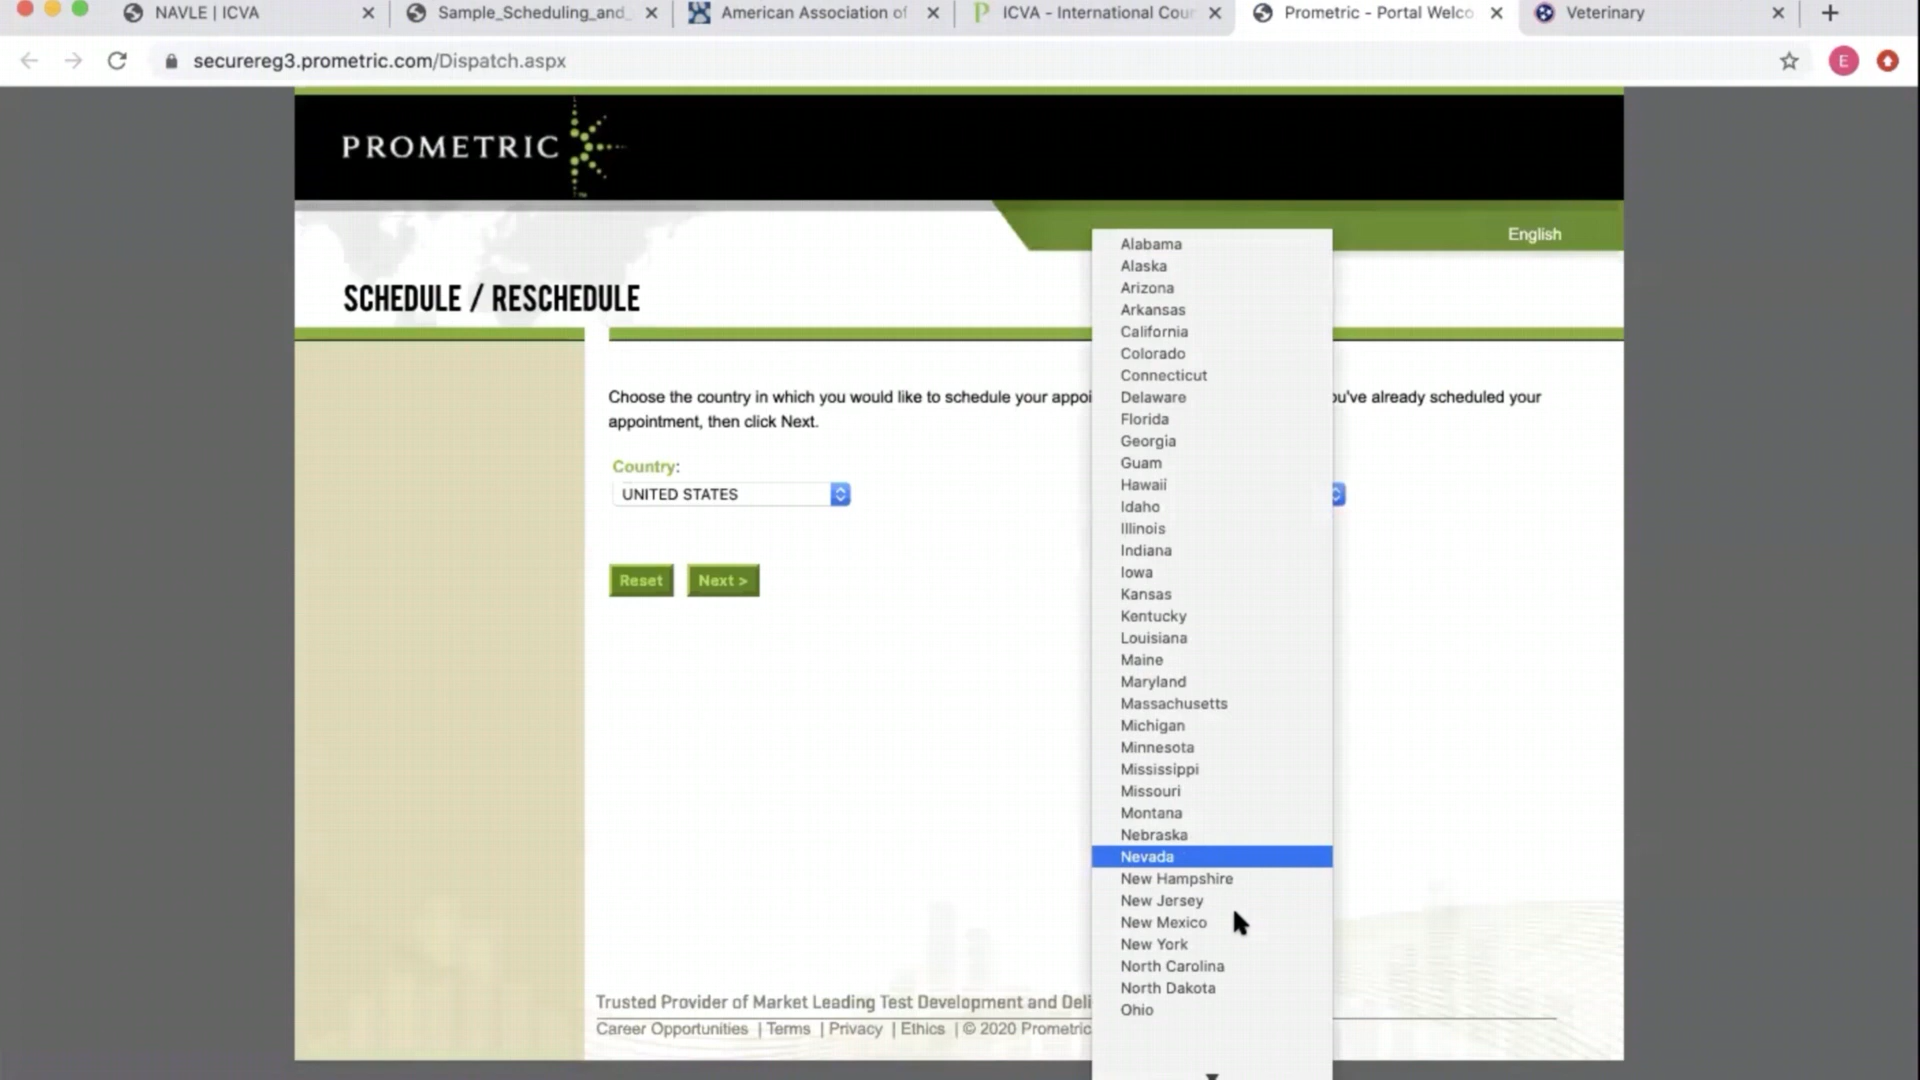 NAVLE | ICVA
Sample_Scheduling_and_
American Association of
ICVA - International Coun
Prometric - Portal Welco
Veterinary
securereg3.prometric.com/Dispatch.aspx
E
PROMETRIC
English
SCHEDULE / RESCHEDULE
Choose the country in which you would like to schedule your appoi
ou've already scheduled your
appointment, then click Next.
Country:
UNITED STATES
Reset
Next >
Alabama
Alaska
Arizona
Arkansas
California
Colorado
Connecticut
Delaware
Florida
Georgia
Guam
Hawaii
Idaho
Illinois
Indiana
Iowa
Kansas
Kentucky
Louisiana
Maine
Maryland
Massachusetts
Michigan
Minnesota
Mississippi
Missouri
Montana
Nebraska
Nevada
New Hampshire
New Jersey
New Mexico
New York
North Carolina
North Dakota
Ohio
Trusted Provider of Market Leading Test Development and Deli
Career Opportunities | Terms | Privacy | Ethics | © 2020 Prometric